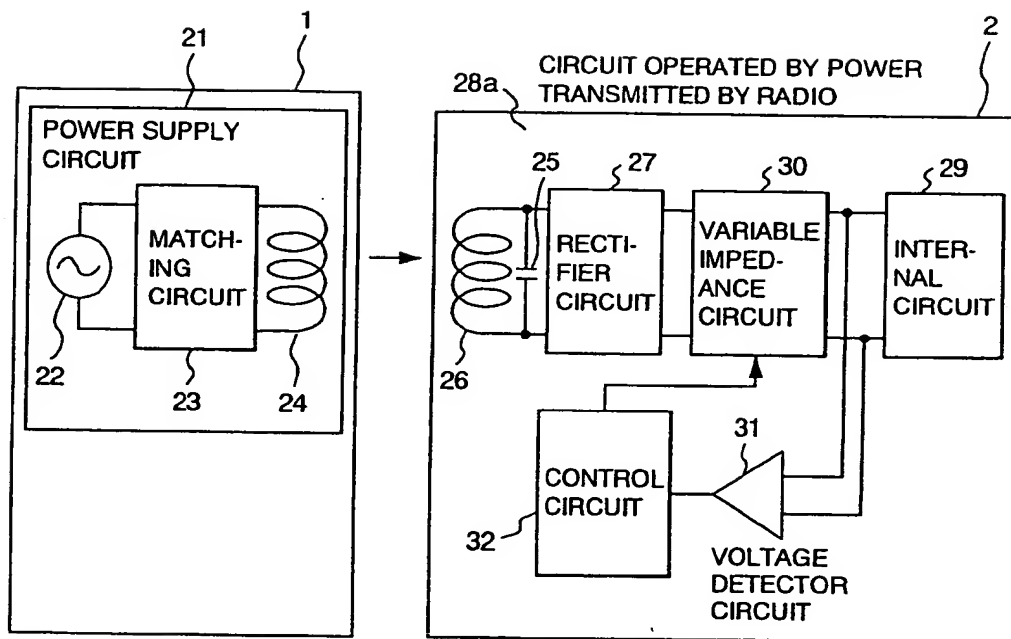 1
21
2
CIRCUIT OPERATED BY POWER
TRANSMITTED BY RADIO
28a
POWER SUPPLY
CIRCUIT
25
27
30
29
MATCH-
ING
CIRCUIT
RECTI-
FIER
CIRCUIT
VARIABLE
IMPED-
ANCE
CIRCUIT
INTER-
NAL
CIRCUIT
22
23
24
26
31
CONTROL
CIRCUIT
32
VOLTAGE
DETECTOR
CIRCUIT